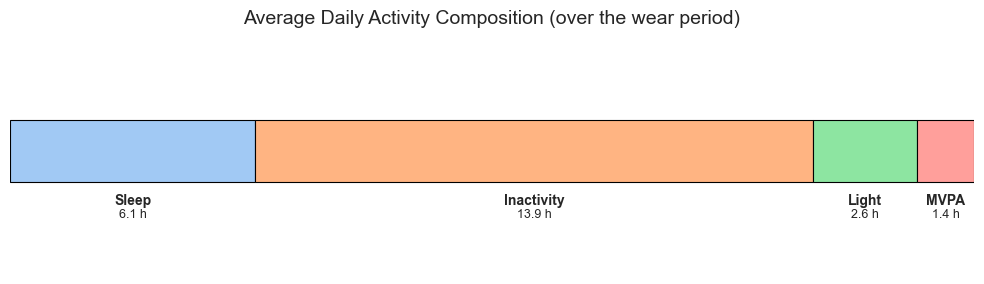 Average Daily Activity Composition (over the wear period)
Sleep
6.1 h
Inactivity
13.9 h
Light
2.6 h
MVPA
1.4 h